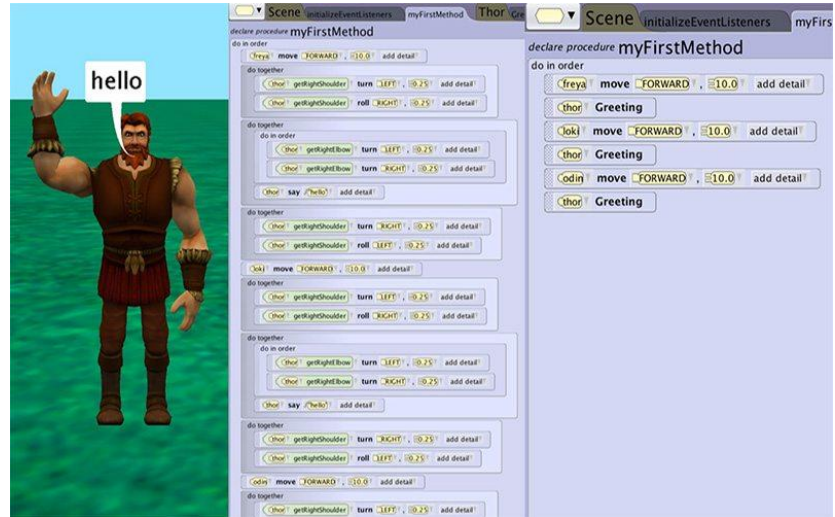 hello
Scene initializeEventListeners myFirstMethod Thor Gre
declare procedure myFirstMethod
do in order
freya move FORWARD , 10.0 add detail
do together
thor getRightShoulder turn LEFT , 0.25 add detail
thor getRightShoulder roll RIGHT , 0.25 add detail
do together
do in order
thor getRightElbow turn LEFT , 0.25 add detail
thor getRightElbow turn RIGHT , 0.25 add detail
thor say hello add detail
do together
thor getRightShoulder turn RIGHT , 0.25 add detail
thor getRightShoulder roll LEFT , 0.25 add detail
loki move FORWARD , 10.0 add detail
do together
thor getRightShoulder turn LEFT , 0.25 add detail
thor getRightShoulder roll RIGHT , 0.25 add detail
do together
do in order
thor getRightElbow turn LEFT , 0.25 add detail
thor getRightElbow turn RIGHT , 0.25 add detail
thor say hello add detail
do together
thor getRightShoulder turn RIGHT , 0.25 add detail
thor getRightShoulder roll LEFT , 0.25 add detail
odin move FORWARD , 10.0 add detail
do together
thor getRightShoulder turn LEFT , 0.25 add detail
Scene initializeEventListeners myFirs
declare procedure myFirstMethod
do in order
freya move FORWARD , 10.0 add detail
thor Greeting
loki move FORWARD , 10.0 add detail
thor Greeting
odin move FORWARD , 10.0 add detail
thor Greeting